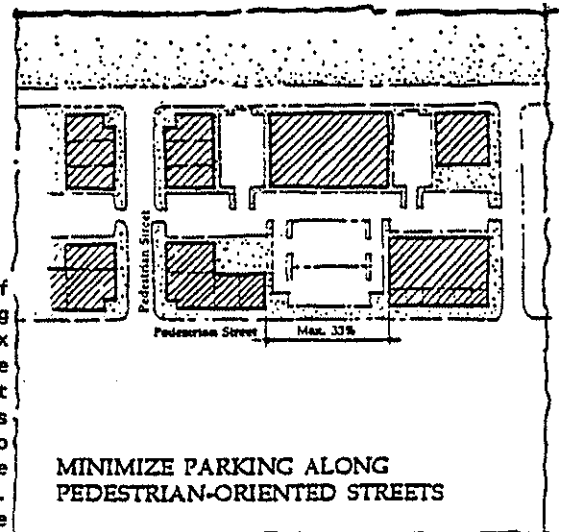 Pedestrian Street
Pedestrian Street
Max. 33%
MINIMIZE PARKING ALONG
PEDESTRIAN-ORIENTED STREETS